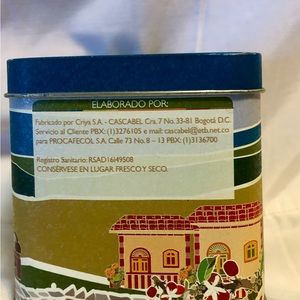 ELABORADO POR:
Fabricado por Criya S.A. - CASCABEL Cra. 7 No. 33-81 Bogotá D.C.
Servicio al Cliente PBX: (1)3276105 e mail: cascabel@etb.net.co
para PROCAFECOL S.A. Calle 73 No. 8 - 13 PBX: (1)3136700
Registro Sanitario: RSAD16I49508
CONSÉRVESE EN LUGAR FRESCO Y SECO.